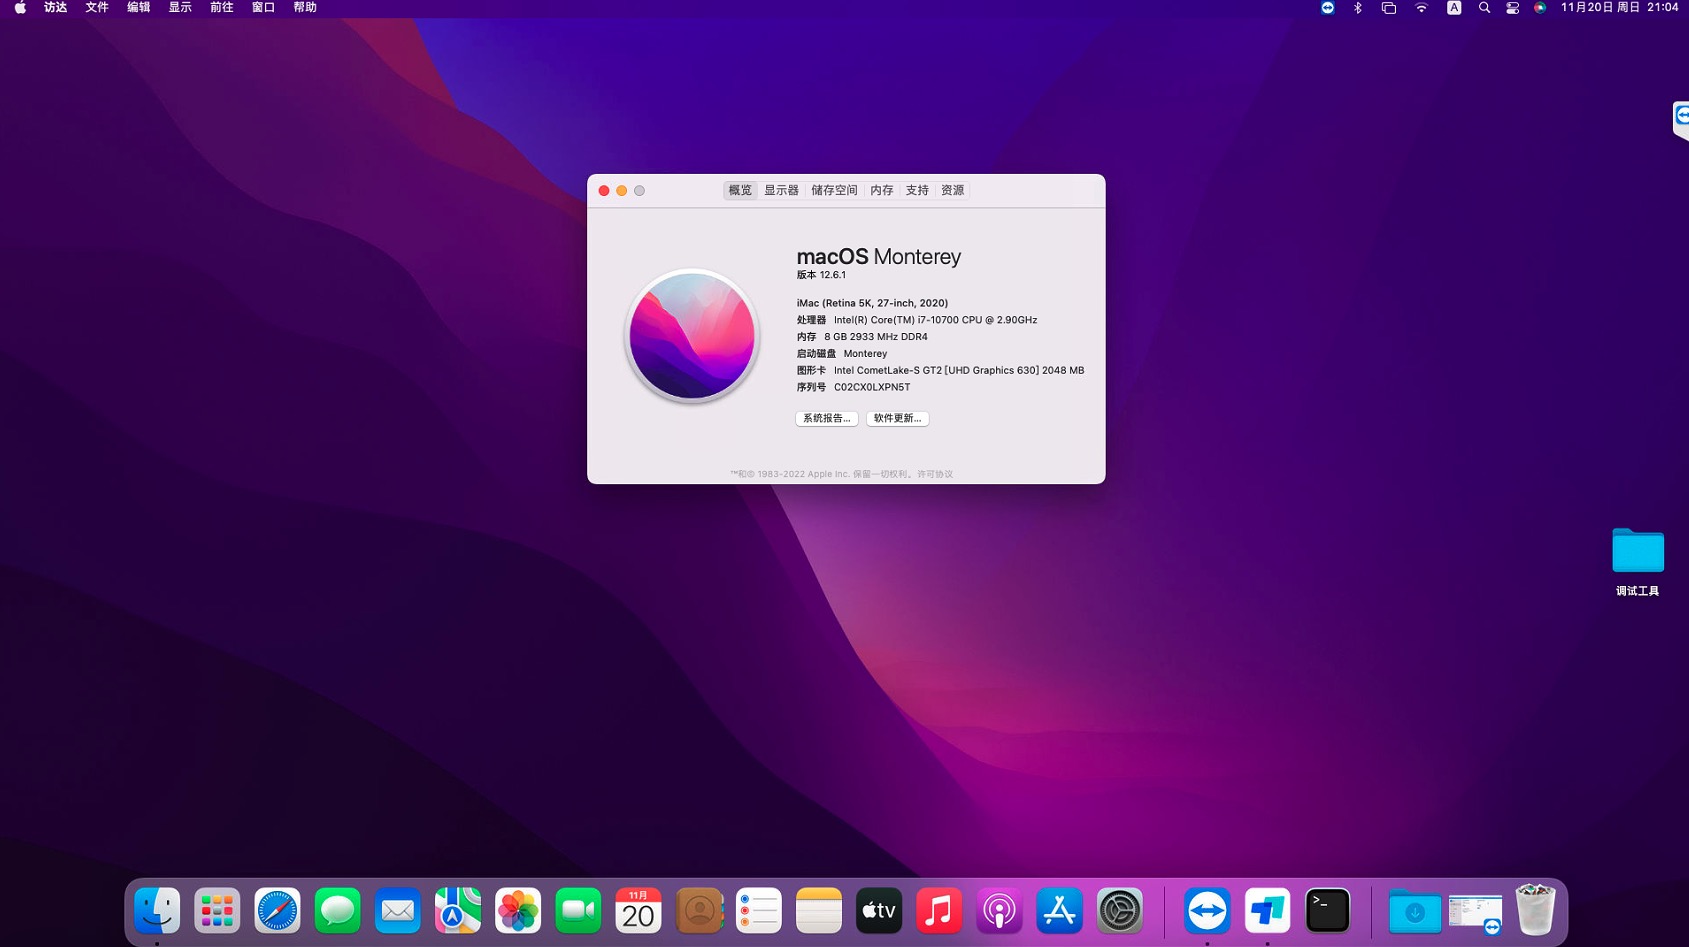 访达 文件 编辑 显示 前往 窗口 帮助 A 11月20日 周日 21:04
概览 显示器 储存空间 内存 支持 资源
macOS Monterey
版本 12.6.1
iMac (Retina 5K, 27-inch, 2020)
处理器 Intel(R) Core(TM) i7-10700 CPU @ 2.90GHz
内存 8 GB 2933 MHz DDR4
启动磁盘 Monterey
图形卡 Intel CometLake-S GT2 [UHD Graphics 630] 2048 MB
序列号 C02CX0LXPN5T
系统报告... 软件更新...
™和© 1983-2022 Apple Inc. 保留一切权利。许可协议
调试工具
11月
20
tv
>_